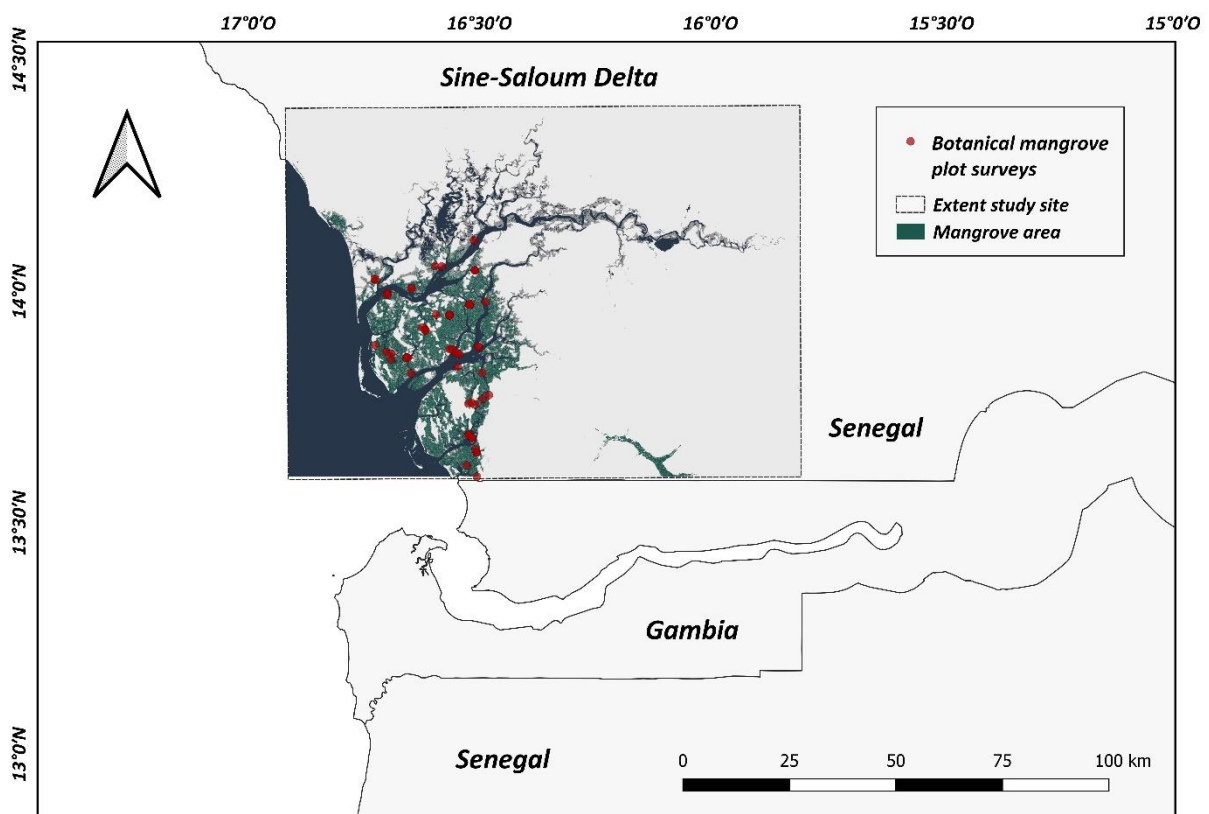 17°0'O
16°30'O
16°0'O
15°30'O
15°0'O
14°30'N
14°0'N
13°30'N
13°0'N
Sine-Saloum Delta
Botanical mangrove
plot surveys
Extent study site
Mangrove area
Senegal
Gambia
Senegal
0 25 50 75 100 km